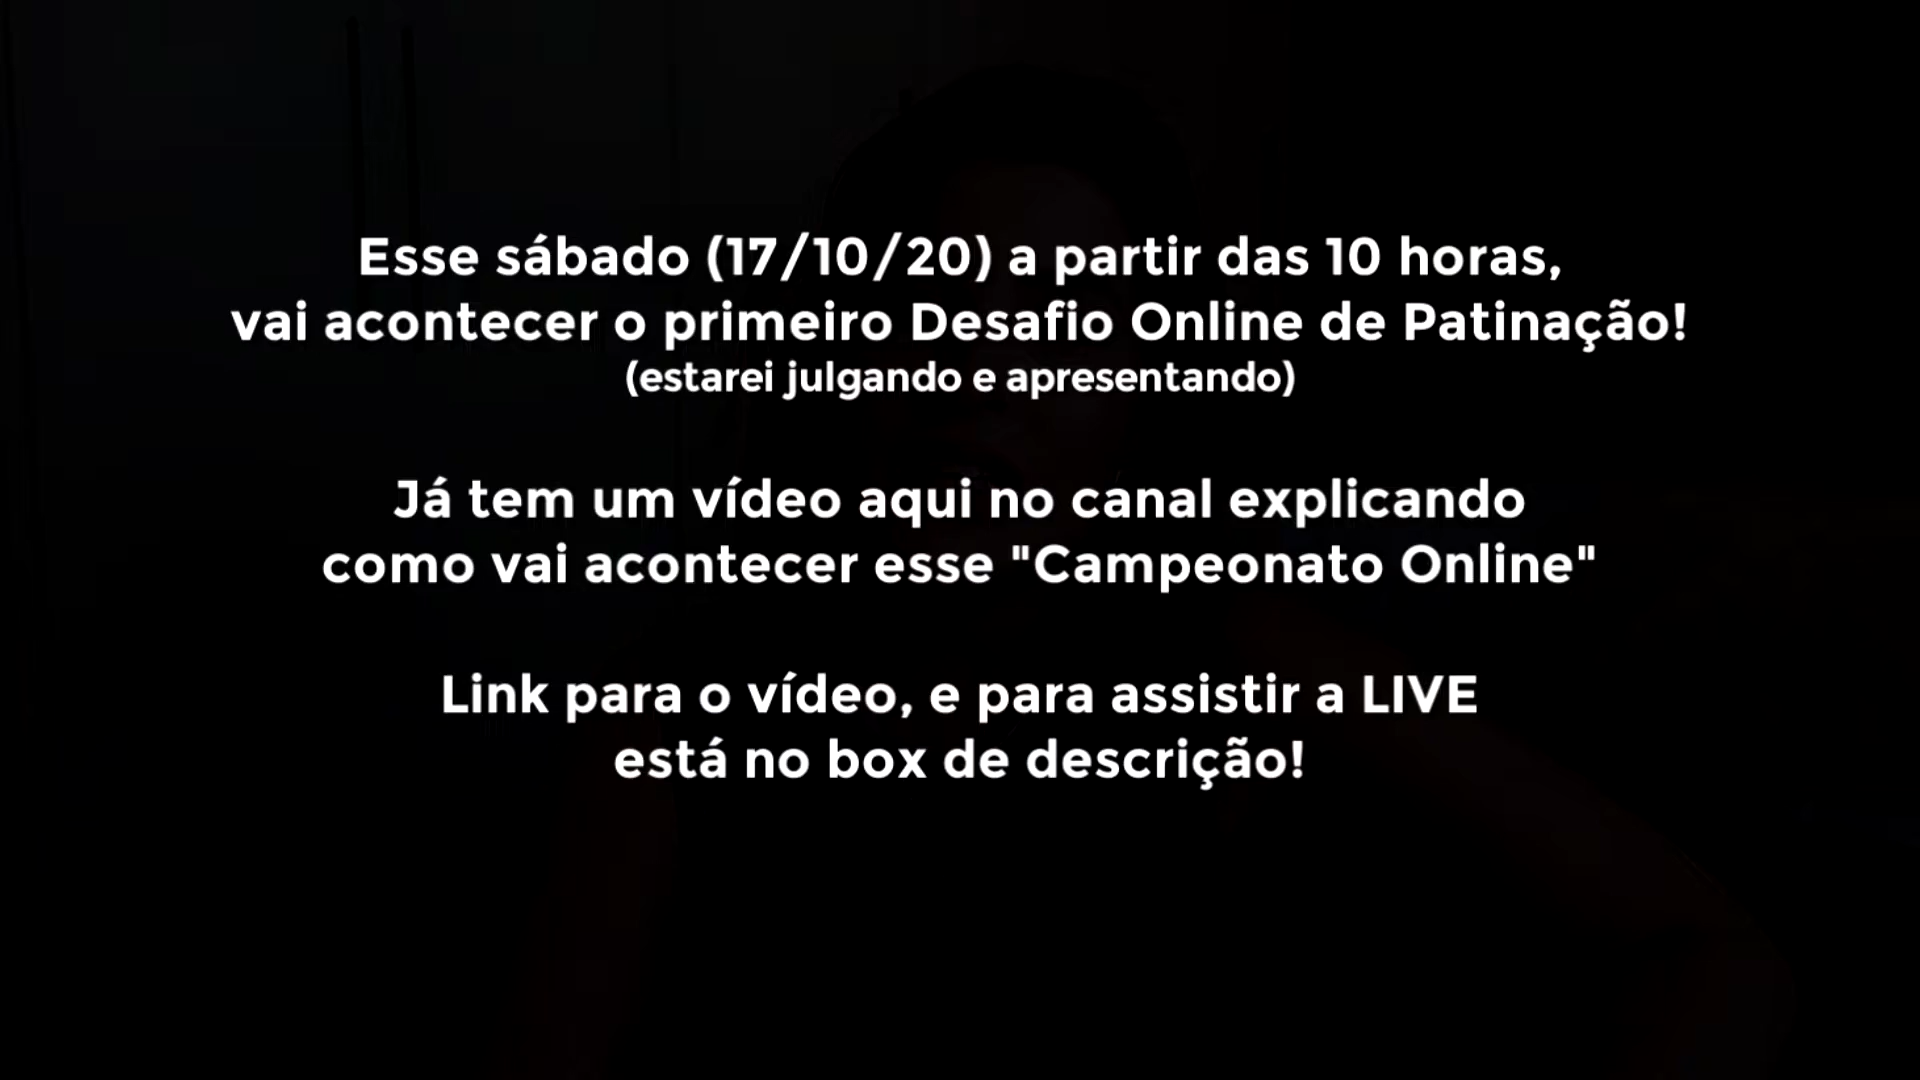 Esse sábado (17/10/20) a partir das 10 horas,
vai acontecer o primeiro Desafio Online de Patinação!
(estarei julgando e apresentando)
Já tem um vídeo aqui no canal explicando
como vai acontecer esse "Campeonato Online"
Link para o vídeo, e para assistir a LIVE
está no box de descrição!